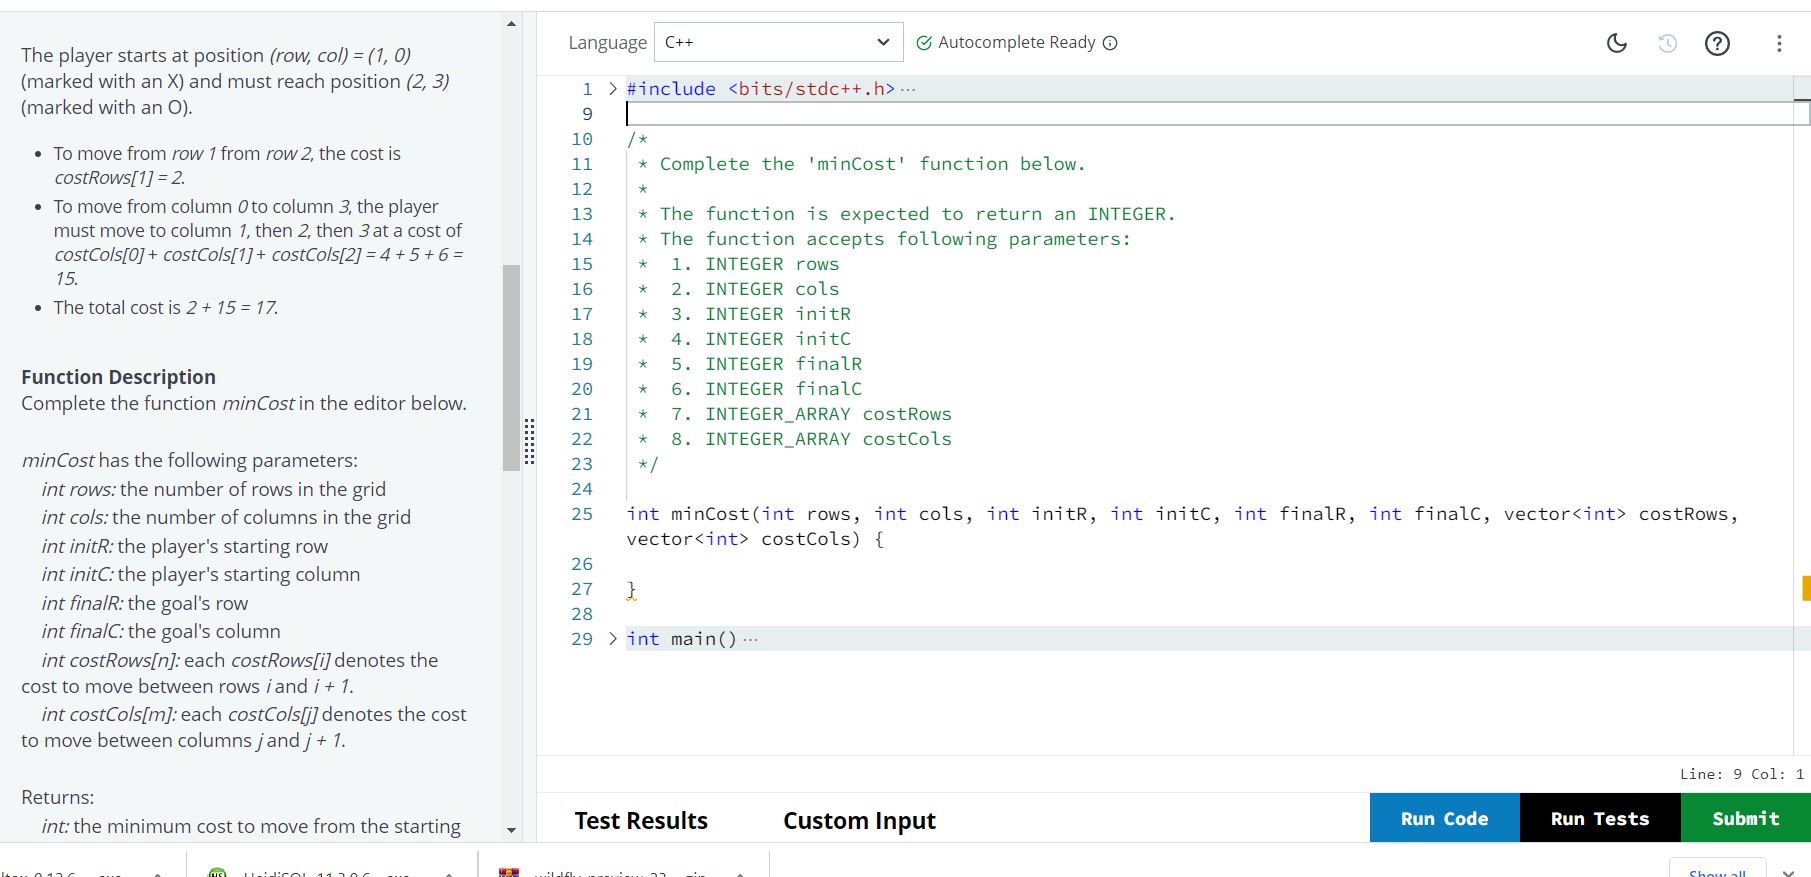 The player starts at position (row, col) = (1, 0)
(marked with an X) and must reach position (2, 3)
(marked with an O).
• To move from row 1 from row 2, the cost is
costRows[1] = 2.
• To move from column 0 to column 3, the player
must move to column 1, then 2, then 3 at a cost of
costCols[0] + costCols[1] + costCols[2] = 4 + 5 + 6 =
15.
• The total cost is 2 + 15 = 17.
Function Description
Complete the function minCost in the editor below.
minCost has the following parameters:
int rows: the number of rows in the grid
int cols: the number of columns in the grid
int initR: the player's starting row
int initC: the player's starting column
int finalR: the goal's row
int finalC: the goal's column
int costRows[n]: each costRows[i] denotes the
cost to move between rows i and i + 1.
int costCols[m]: each costCols[j] denotes the cost
to move between columns j and j + 1.
Returns:
int: the minimum cost to move from the starting
Language C++ Autocomplete Ready
1 > #include <bits/stdc++.h> ...
9
10 /*
11 * Complete the 'minCost' function below.
12 *
13 * The function is expected to return an INTEGER.
14 * The function accepts following parameters:
15 * 1. INTEGER rows
16 * 2. INTEGER cols
17 * 3. INTEGER initR
18 * 4. INTEGER initC
19 * 5. INTEGER finalR
20 * 6. INTEGER finalC
21 * 7. INTEGER_ARRAY costRows
22 * 8. INTEGER_ARRAY costCols
23 */
24
25 int minCost(int rows, int cols, int initR, int initC, int finalR, int finalC, vector<int> costRows,
vector<int> costCols) {
26
27 }
28
29 > int main() ...
Line: 9 Col: 1
Test Results Custom Input Run Code Run Tests Submit
Show all